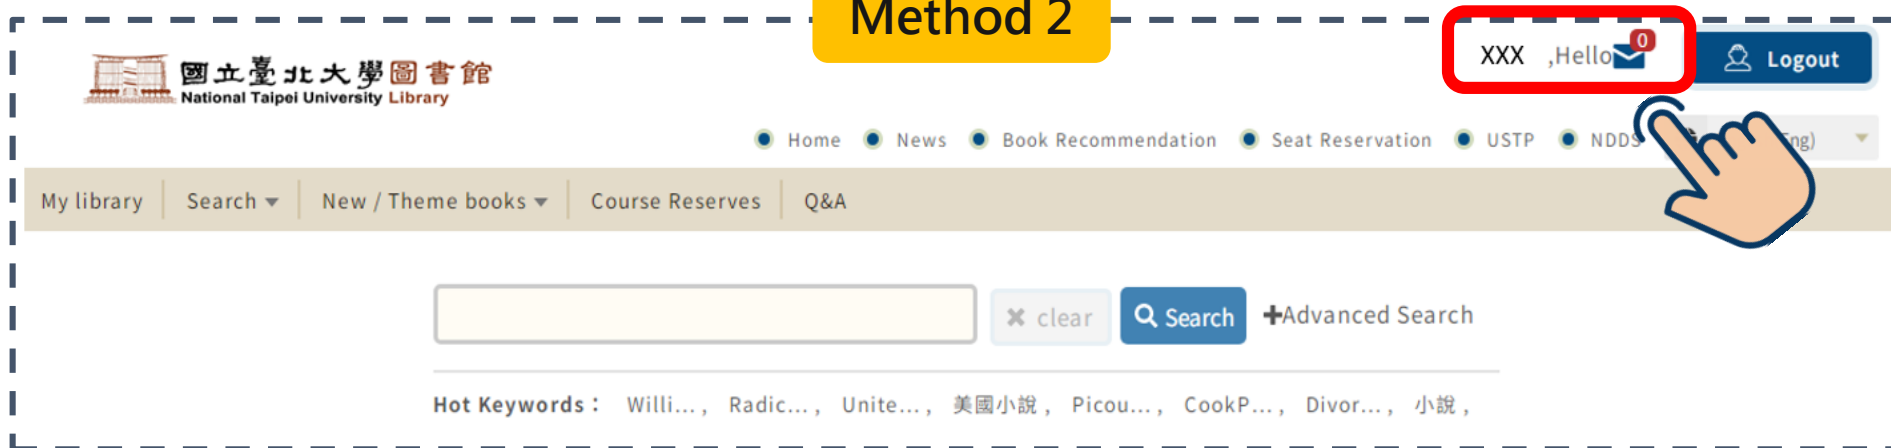 Method 2
XXX ,Hello 0 Logout
國立臺北大學圖書館
National Taipei University Library
Home News Book Recommendation Seat Reservation USTP NDDS ng)
My library Search New / Theme books Course Reserves Q&A
clear Search +Advanced Search
Hot Keywords： Willi..., Radic..., Unite..., 美國小說, Picou..., CookP..., Divor..., 小說,